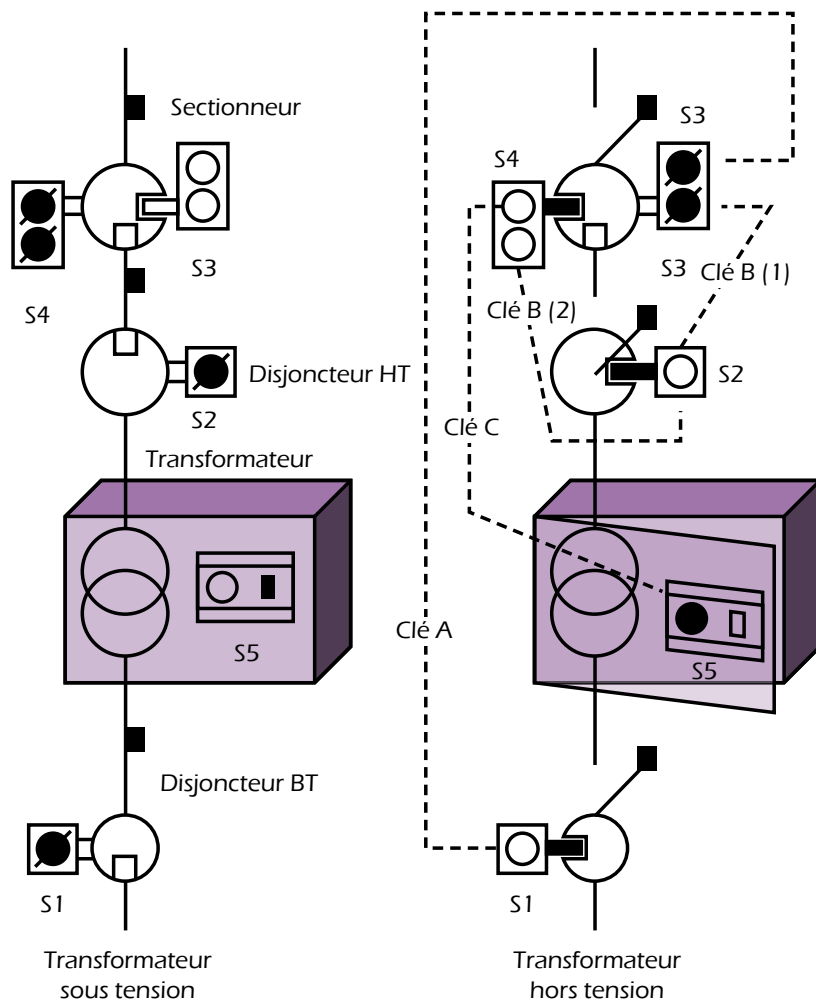 Sectionneur
S3
S4
S3
S4
S3
Clé B (1)
Clé B (2)
Disjoncteur HT
S2
S2
Clé C
Transformateur
Clé A
S5
S5
Disjoncteur BT
S1
S1
Transformateur
sous tension
Transformateur
hors tension